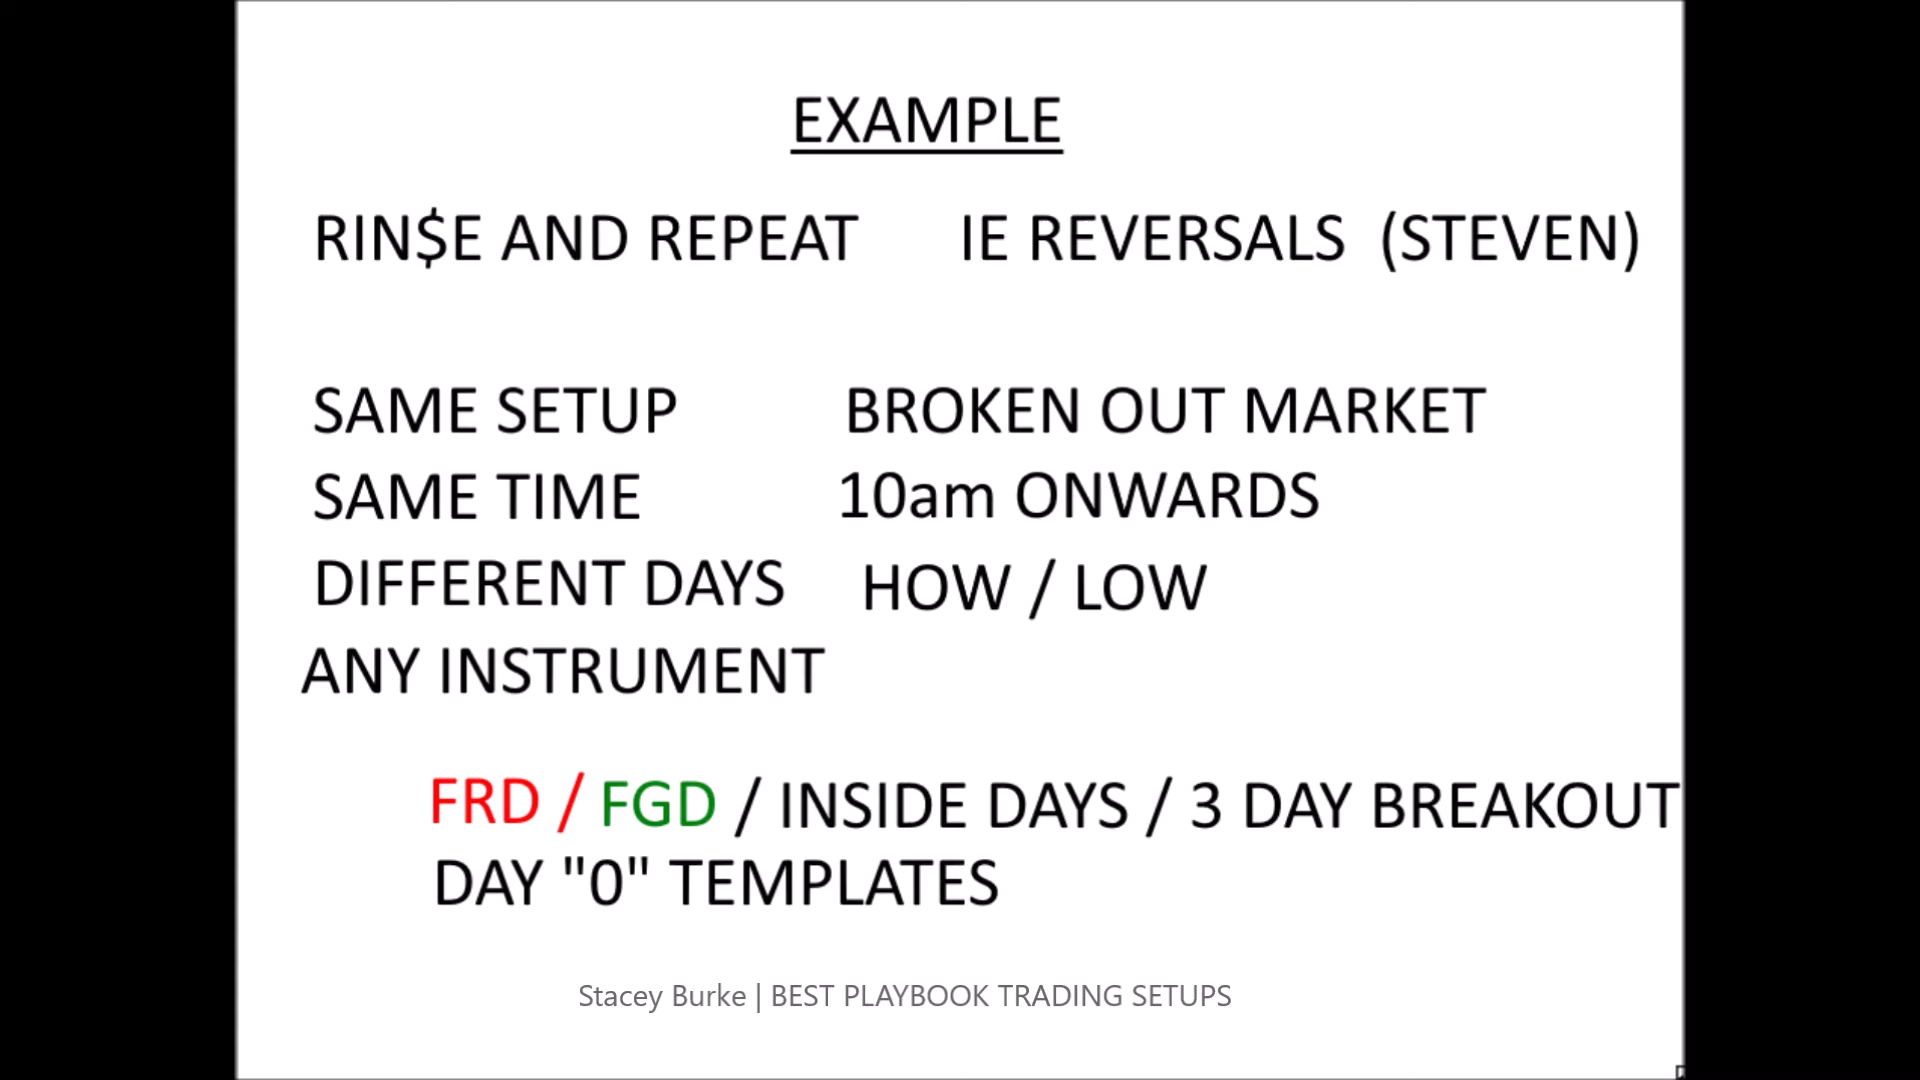 EXAMPLE
RIN$E AND REPEAT IE REVERSALS (STEVEN)
SAME SETUP BROKEN OUT MARKET
SAME TIME 10am ONWARDS
DIFFERENT DAYS HOW / LOW
ANY INSTRUMENT
FRD / FGD / INSIDE DAYS / 3 DAY BREAKOUT
DAY "0" TEMPLATES
Stacey Burke | BEST PLAYBOOK TRADING SETUPS